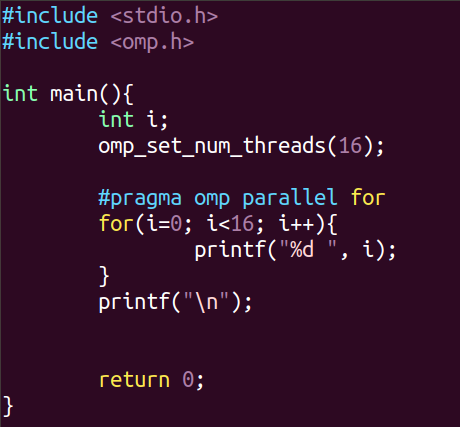 #include <stdio.h>
#include <omp.h>
int main(){
int i;
omp_set_num_threads(16);
#pragma omp parallel for
for(i=0; i<16; i++){
printf("%d ", i);
}
printf("\n");
return 0;
}